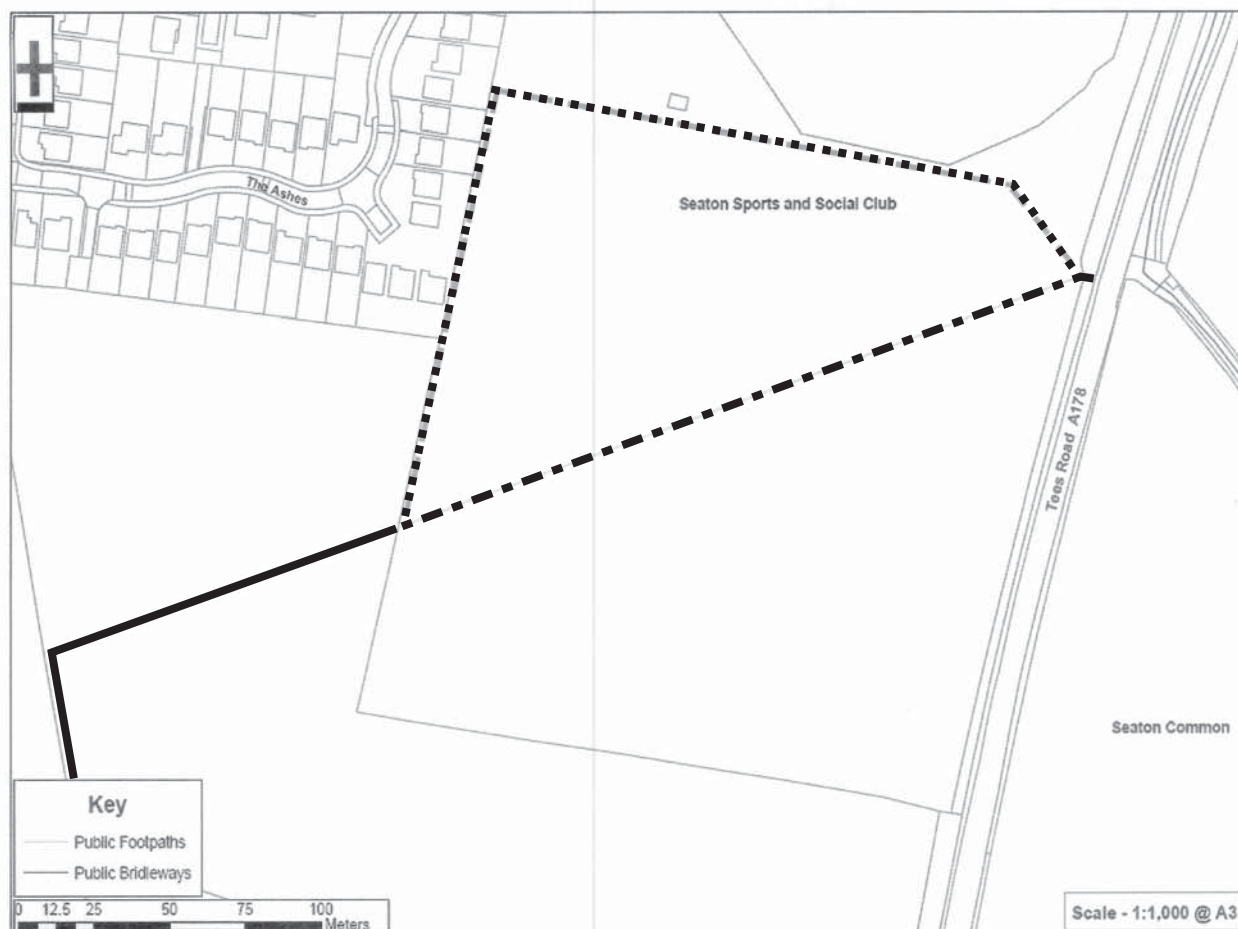 The Ashes
Seaton Sports and Social Club
Tees Road A178
Seaton Common
Key
Public Footpaths
Public Bridleways
0 12.5 25 50 75 100
Meters
Scale - 1:1,000 @ A3